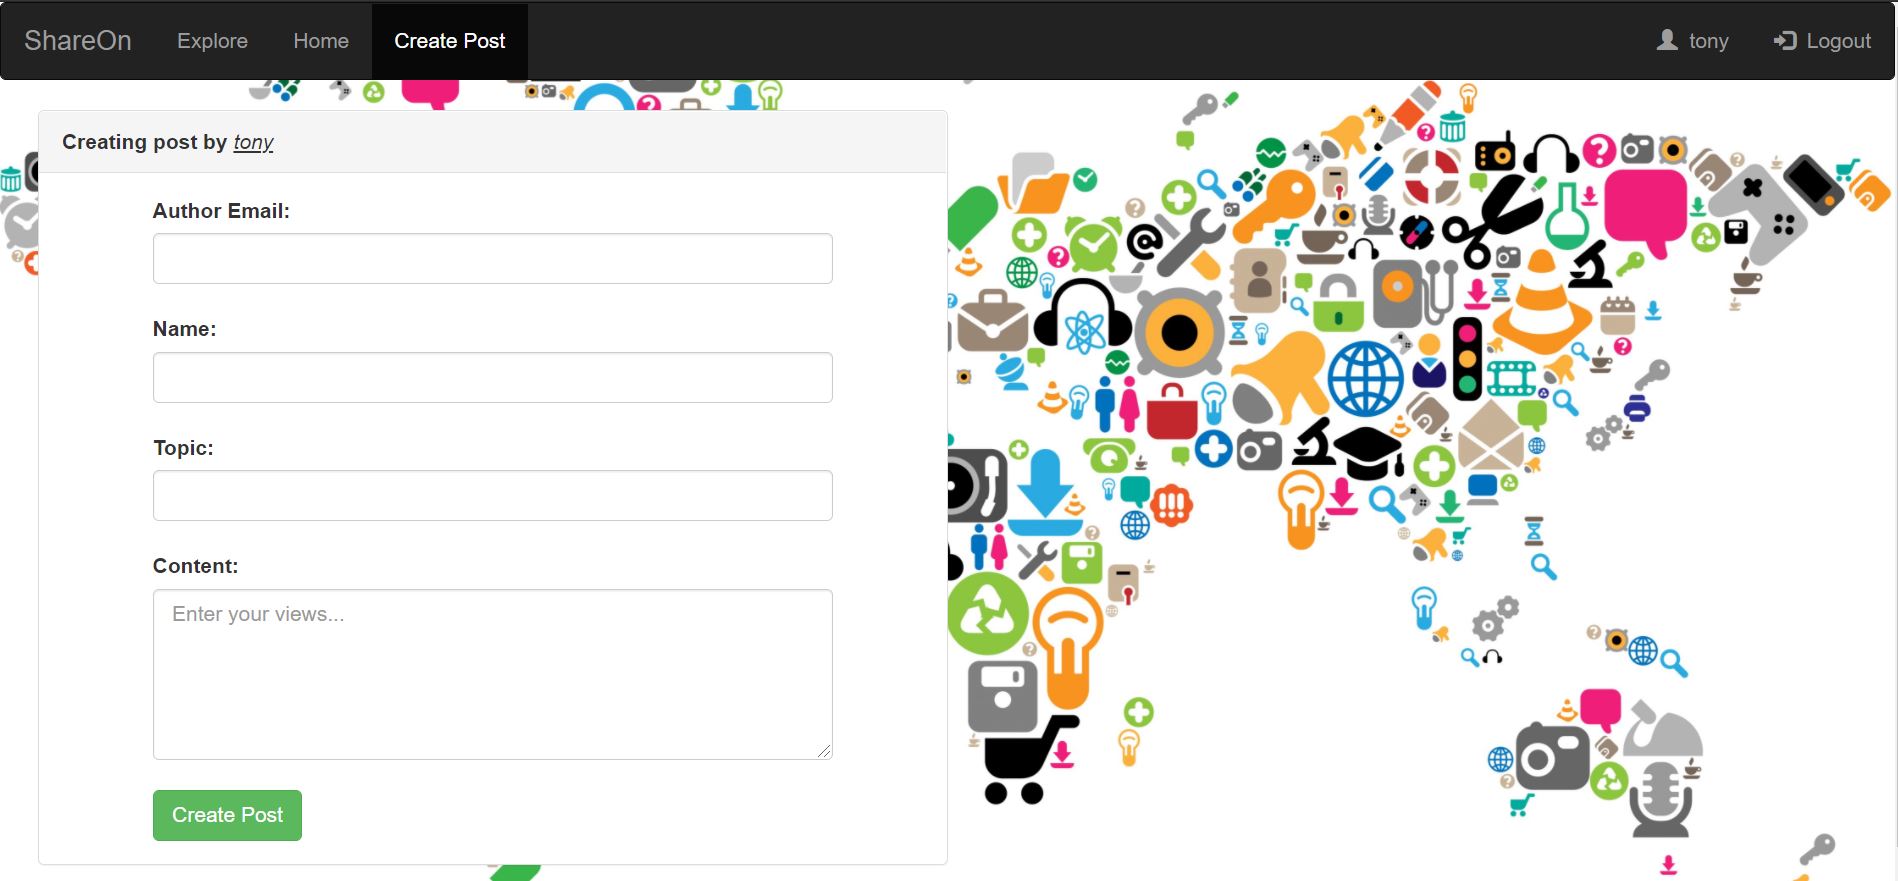 ShareOn Explore Home Create Post tony Logout
Creating post by tony
Author Email:
Name:
Topic:
Content:
Enter your views...
Create Post